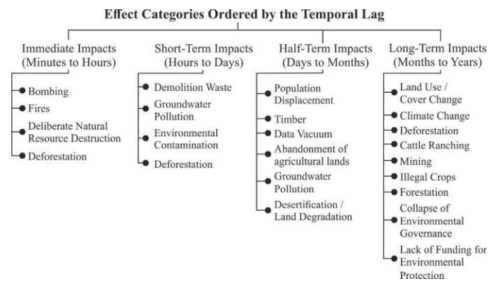 Effect Categories Ordered by the Temporal Lag
Immediate Impacts
(Minutes to Hours)
Bombing
Fires
Deliberate Natural
Resource Destruction
Deforestation
Short-Term Impacts
(Hours to Days)
Demolition Waste
Groundwater
Pollution
Environmental
Contamination
Deforestation
Half-Term Impacts
(Days to Months)
Population
Displacement
Timber
Data Vacuum
Abandonment of
agricultural lands
Groundwater
Pollution
Desertification /
Land Degradation
Long-Term Impacts
(Months to Years)
Land Use /
Cover Change
Climate Change
Deforestation
Cattle Ranching
Mining
Illegal Crops
Forestation
Collapse of
Environmental
Governance
Lack of Funding for
Environmental
Protection